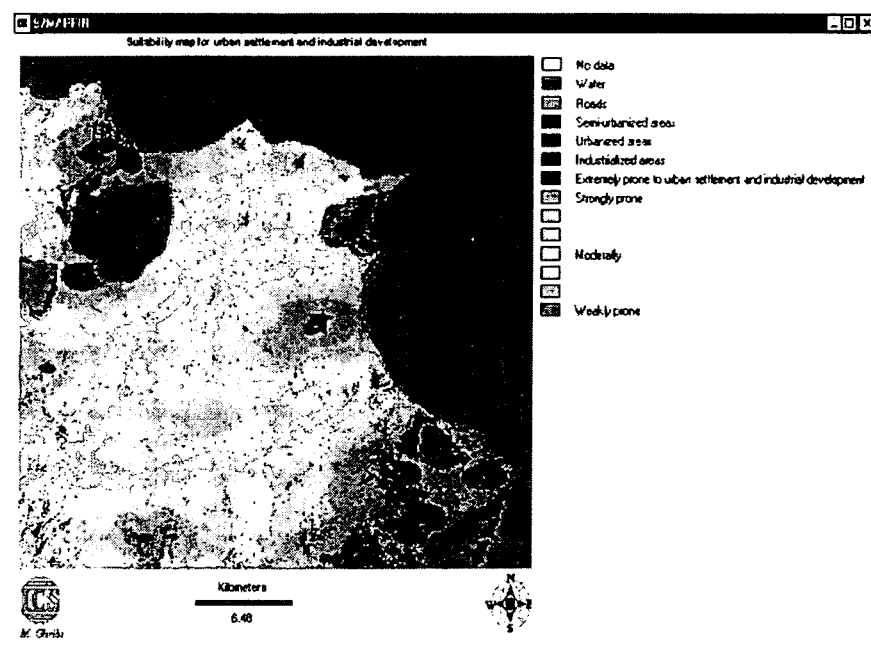 Suitability map for urban settlement and industrial development
No data
Water
Roads
Semi-urbanized areas
Urbanized areas
Industrialized areas
Extremely prone to urban settlement and industrial development
Strongly prone
Moderatly
Weakly prone
Kilometers
6.48
N
W E
S